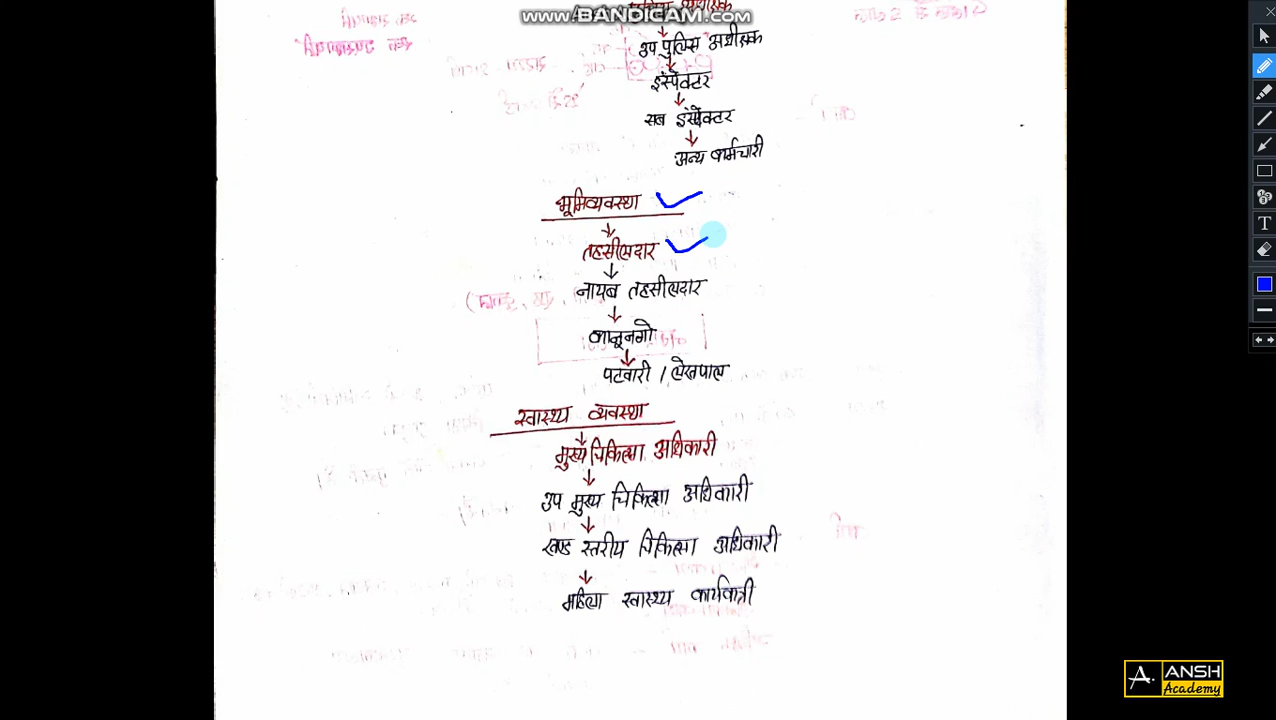 www.BANDICAM.com
उप पुलिस अधीक्षक
इंस्पेक्टर
सब इंस्पेक्टर
अन्य कर्मचारी
भूमिव्यवस्था
तहसीलदार
नायब तहसीलदार
कानूनगो
पटवारी / लेखपाल
स्वास्थ्य व्यवस्था
मुख्य चिकित्सा अधिकारी
उप मुख्य चिकित्सा अधिकारी
खण्ड स्तरीय चिकित्सा अधिकारी
महिला स्वास्थ्य कार्यकत्री
A. ANSH
Academy